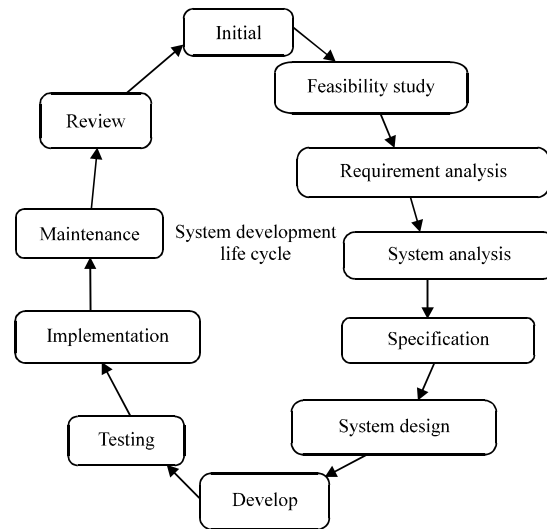 Initial
Feasibility study
Requirement analysis
System analysis
Specification
System design
Develop
Testing
Implementation
Maintenance
Review
System development
life cycle